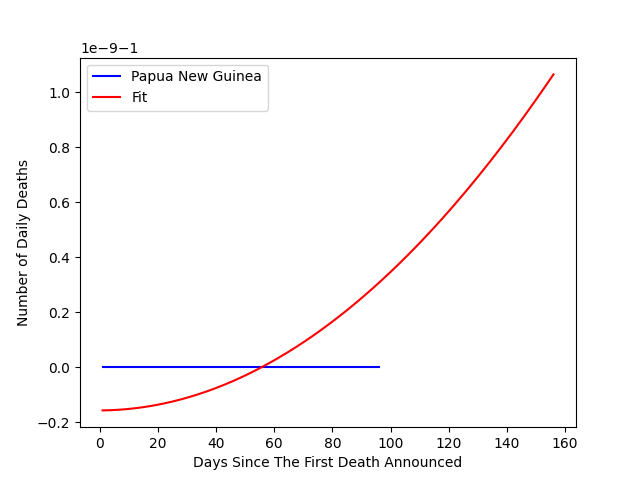 1e−9−1
Papua New Guinea
Fit
1.0
0.8
0.6
0.4
0.2
0.0
−0.2
Number of Daily Deaths
0 20 40 60 80 100 120 140 160
Days Since The First Death Announced